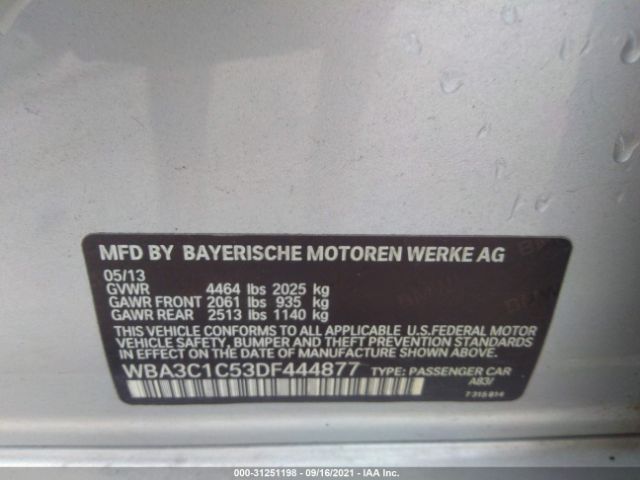 MFD BY BAYERISCHE MOTOREN WERKE AG
05/13
GVWR 4464 lbs 2025 kg
GAWR FRONT 2061 lbs 935 kg
GAWR REAR 2513 lbs 1140 kg
THIS VEHICLE CONFORMS TO ALL APPLICABLE U.S.FEDERAL MOTOR
VEHICLE SAFETY, BUMPER AND THEFT PREVENTION STANDARDS
IN EFFECT ON THE DATE OF MANUFACTURE SHOWN ABOVE.
WBA3C1C53DF444877 TYPE: PASSENGER CAR
A83/
7315814
000-31251198 - 09/16/2021 - IAA Inc.